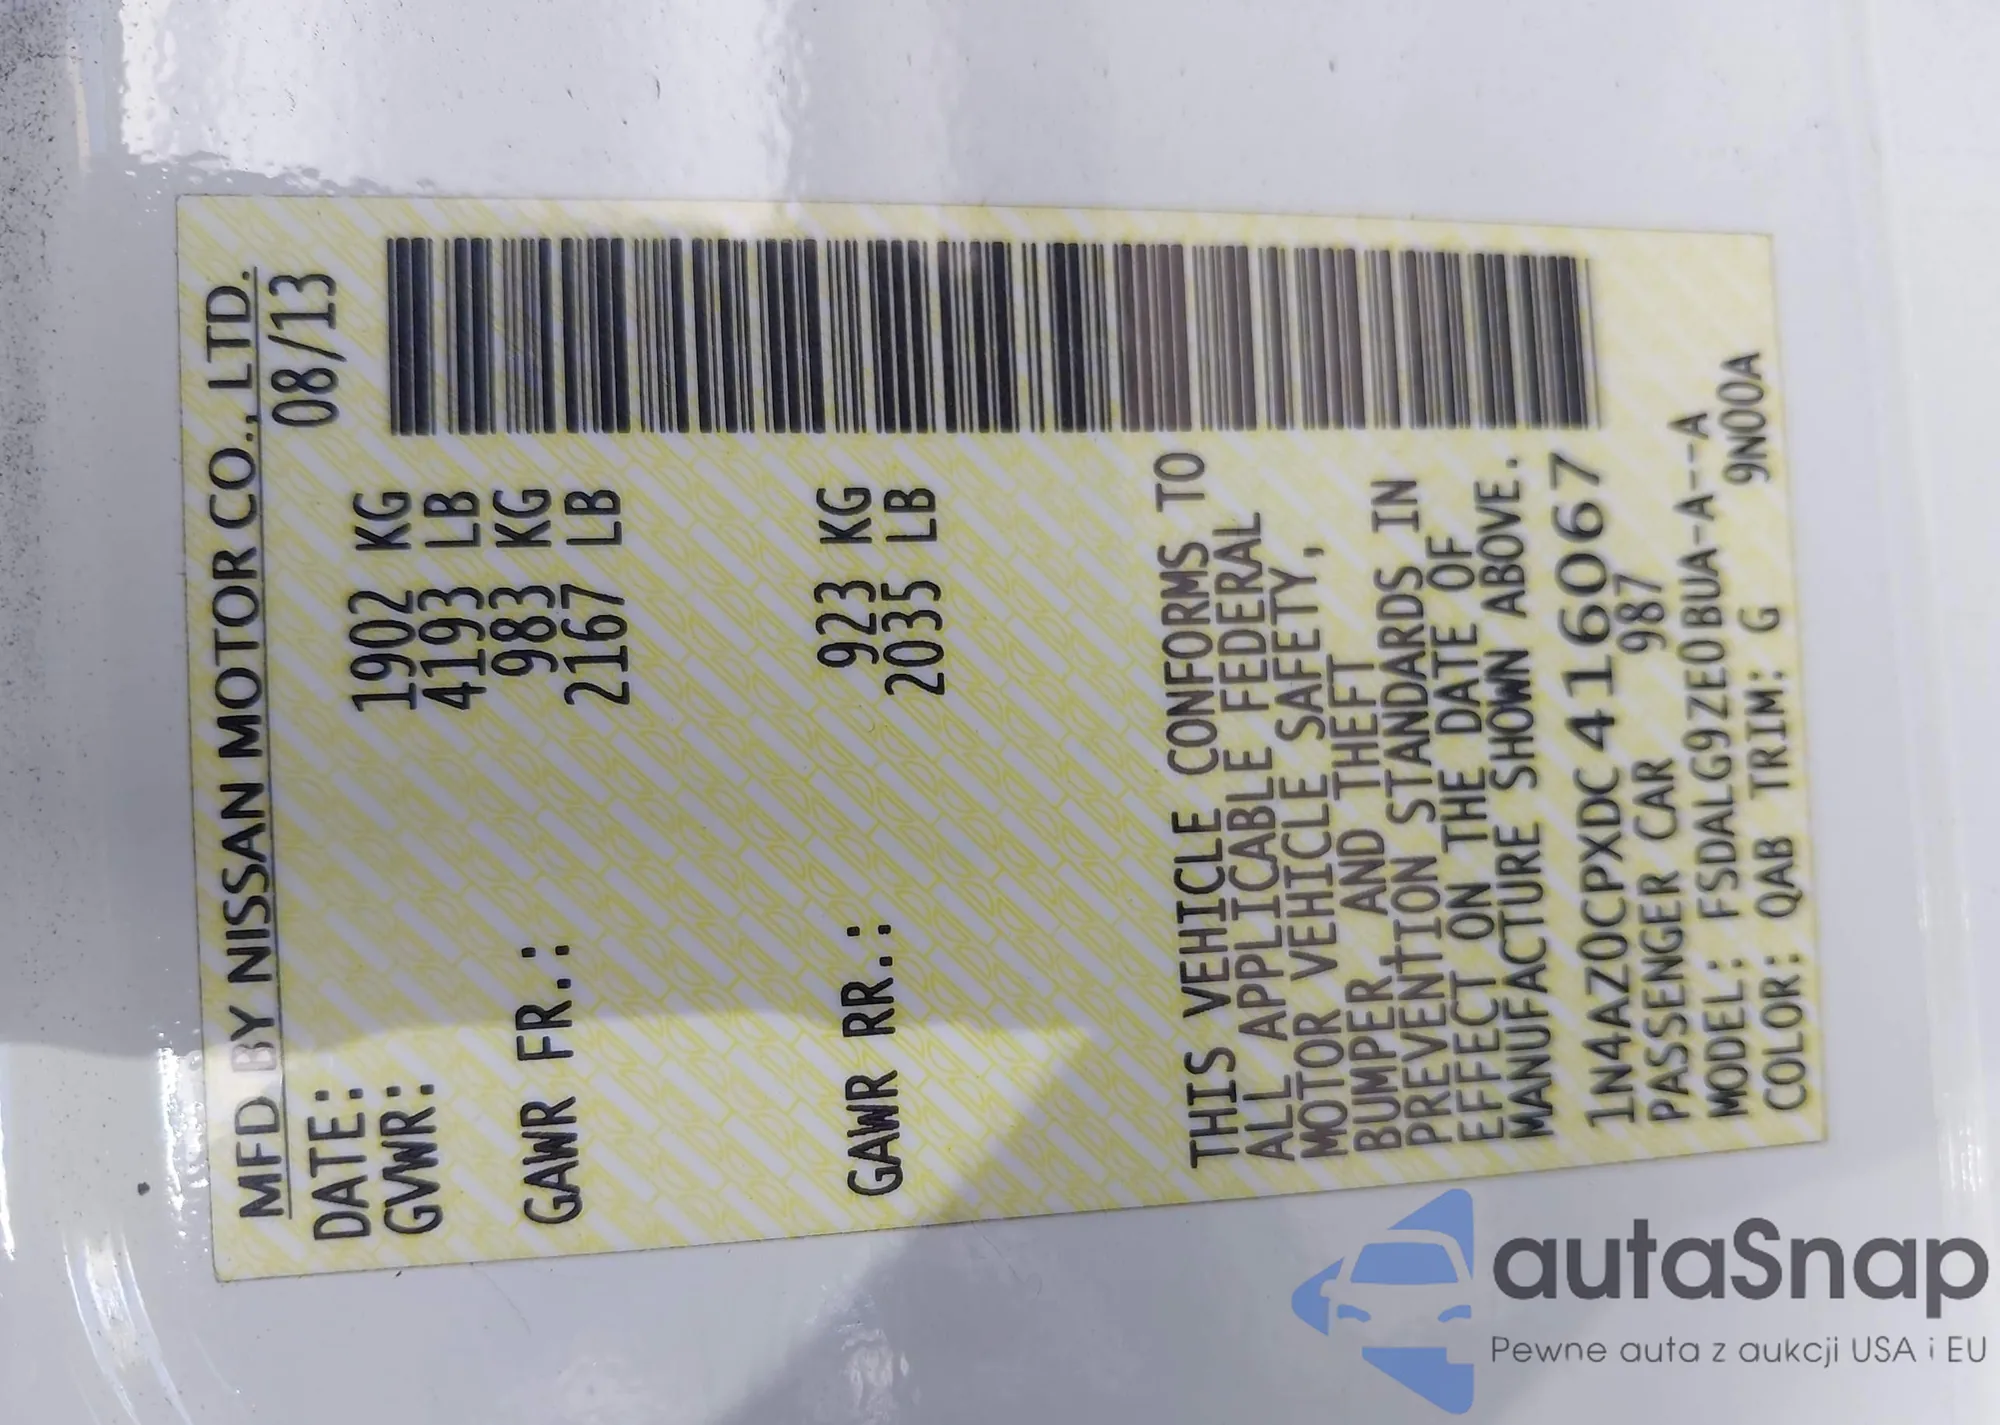 MFD BY NISSAN MOTOR CO., LTD.
DATE: 08/13
GVWR: 1902 KG
4193 LB
GAWR FR.: 983 KG
2167 LB
GAWR RR.: 923 KG
2035 LB
THIS VEHICLE CONFORMS TO
ALL APPLICABLE FEDERAL
MOTOR VEHICLE SAFETY,
BUMPER AND THEFT
PREVENTION STANDARDS IN
EFFECT ON THE DATE OF
MANUFACTURE SHOWN ABOVE.
1N4AZ0CPXDC416067
PASSENGER CAR 987
MODEL: FSDALG9ZE0BUA-A--A
COLOR: QAB TRIM: G 9N00A
autaSnap
Pewne auta z aukcji USA i EU